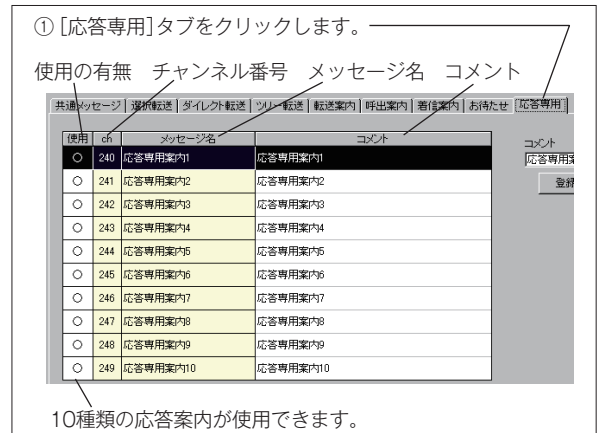 ① [応答専用]タブをクリックします。
使用の有無 チャンネル番号 メッセージ名 コメント
共通メッセージ 選択転送 ダイレクト転送 ツリー転送 転送案内 呼出案内 着信案内 お待たせ 応答専用
使用 ch メッセージ名 コメント
コメント
○ 240 応答専用案内1 応答専用案内1
応答専用案
○ 241 応答専用案内2 応答専用案内2
登録
○ 242 応答専用案内3 応答専用案内3
○ 243 応答専用案内4 応答専用案内4
○ 244 応答専用案内5 応答専用案内5
○ 245 応答専用案内6 応答専用案内6
○ 246 応答専用案内7 応答専用案内7
○ 247 応答専用案内8 応答専用案内8
○ 248 応答専用案内9 応答専用案内9
○ 249 応答専用案内10 応答専用案内10
10種類の応答案内が使用できます。